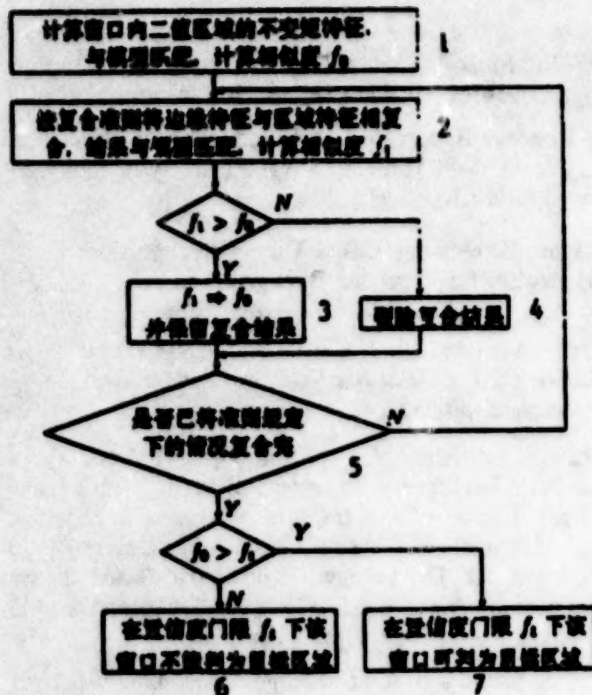 计算窗口内二值区域的不变矩特征，
与模型匹配，计算相似度 f₀
1
按复合准则将边缘特征与区域特征相复
合，结果与模型匹配，计算相似度 f₁
2
f₁ > f₀
N
Y
f₁ ⇒ f₀
并保留复合结果
3
复合结果
4
是否已将准则规定
下的情况复合完
N
5
Y
f₀ > fₜ
Y
N
在置信度门限 fₜ 下该
窗口不能判为目标区域
6
在置信度门限 fₜ 下该
窗口可判为目标区域
7